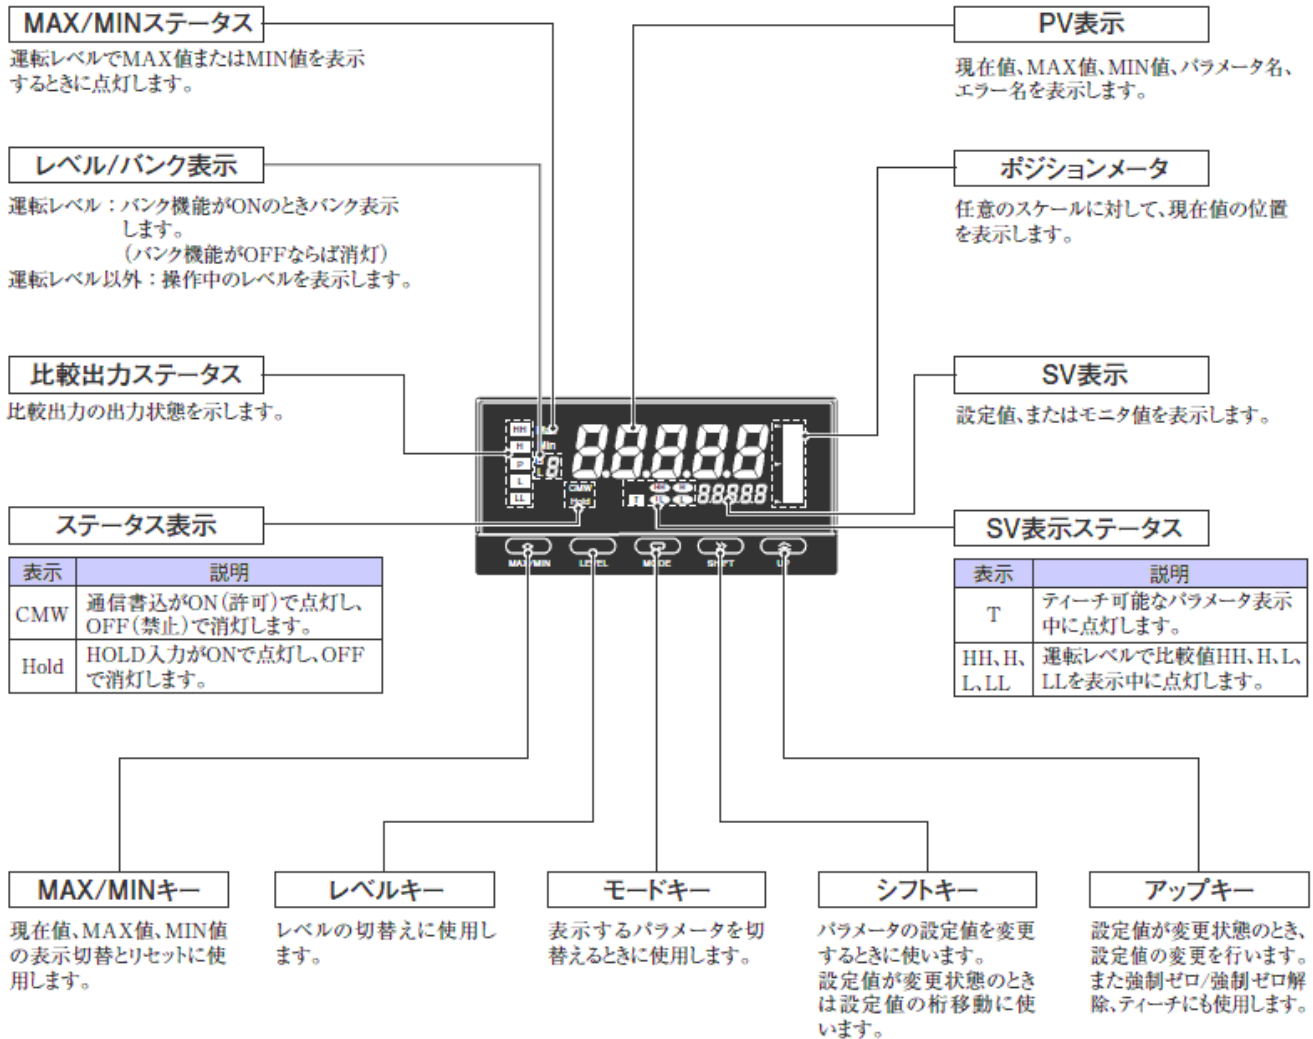 MAX/MINステータス
運転レベルでMAX値またはMIN値を表示
するときに点灯します。
レベル/バンク表示
運転レベル：バンク機能がONのときバンク表示
します。
（バンク機能がOFFならば消灯）
運転レベル以外：操作中のレベルを表示します。
比較出力ステータス
比較出力の出力状態を示します。
ステータス表示
表示 説明
CMW 通信書込がON（許可）で点灯し、
OFF（禁止）で消灯します。
Hold HOLD入力がONで点灯し、OFF
で消灯します。
PV表示
現在値、MAX値、MIN値、パラメータ名、
エラー名を表示します。
ポジションメータ
任意のスケールに対して、現在値の位置
を表示します。
SV表示
設定値、またはモニタ値を表示します。
SV表示ステータス
表示 説明
T ティーチ可能なパラメータ表示
中に点灯します。
HH、H、 運転レベルで比較値HH、H、L、
L、LL LLを表示中に点灯します。
HH
H
P
L
LL
Min
L 8
CMW
Hold
88888
T HH H
LL L
88888
MAX/MIN LEVEL MODE SHIFT UP
MAX/MINキー
現在値、MAX値、MIN値
の表示切替とリセットに使
用します。
レベルキー
レベルの切替えに使用し
ます。
モードキー
表示するパラメータを切
替えるときに使用します。
シフトキー
パラメータの設定値を変更
するときに使います。
設定値が変更状態のとき
は設定値の桁移動に使
います。
アップキー
設定値が変更状態のとき、
設定値の変更を行います。
また強制ゼロ/強制ゼロ解
除、ティーチにも使用します。